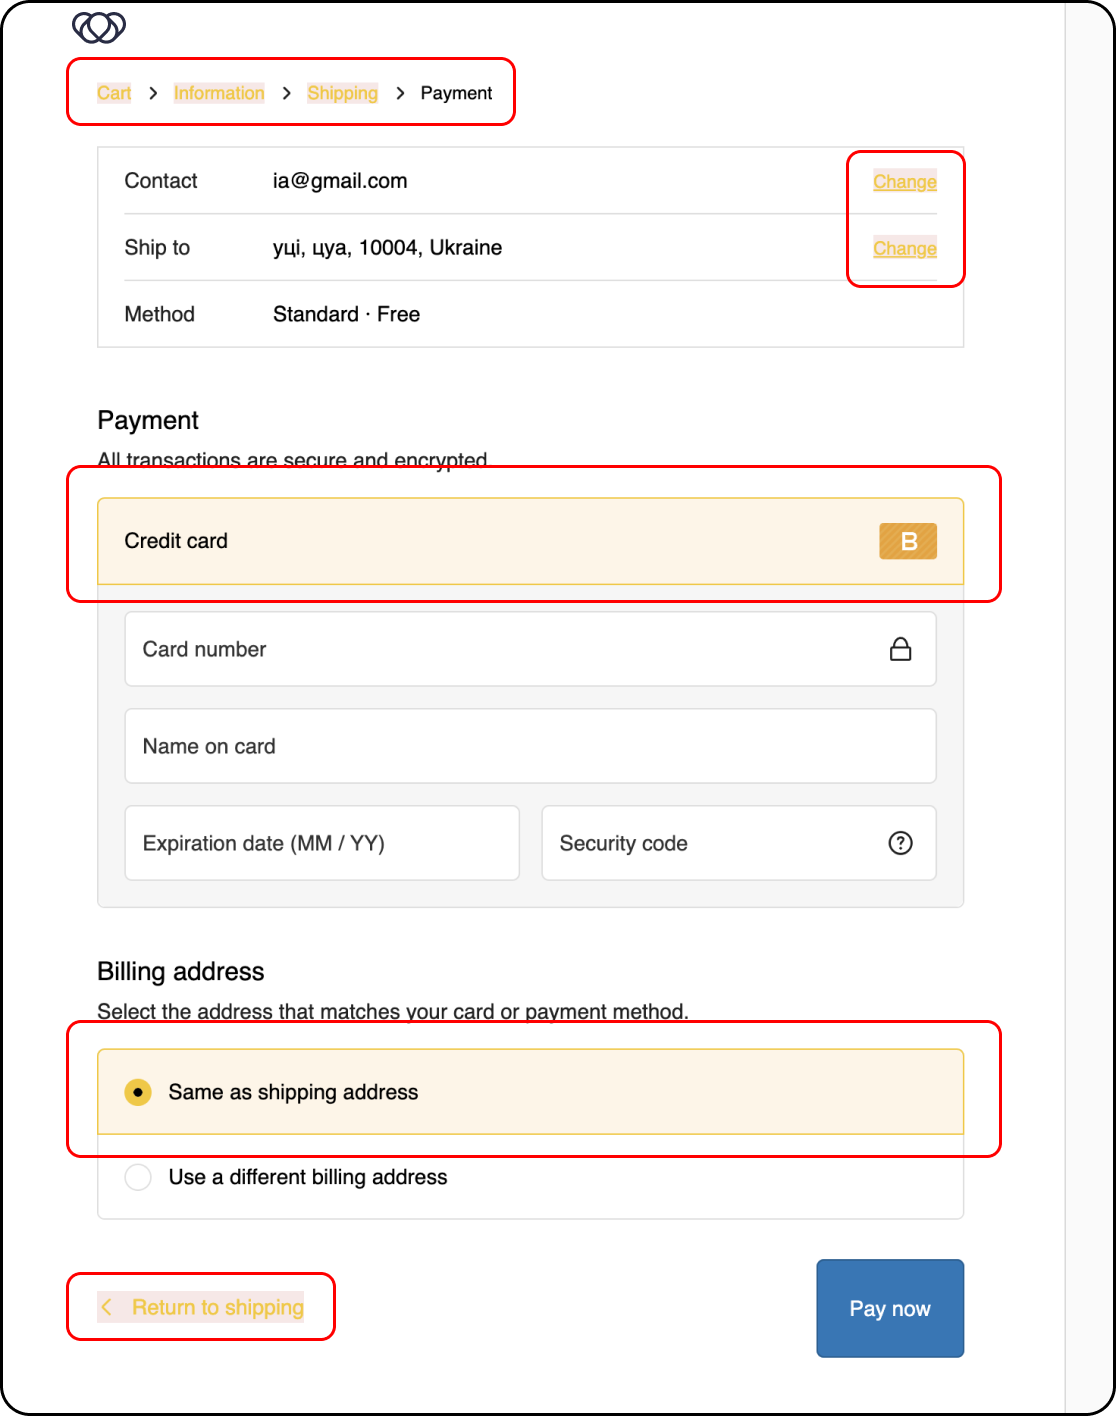 Cart > Information > Shipping > Payment
Contact ia@gmail.com Change
Ship to уці, цуа, 10004, Ukraine Change
Method Standard · Free
Payment
All transactions are secure and encrypted.
Credit card B
Card number
Name on card
Expiration date (MM / YY) Security code ?
Billing address
Select the address that matches your card or payment method.
Same as shipping address
Use a different billing address
< Return to shipping Pay now